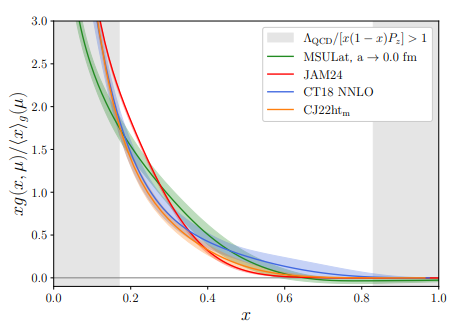 3.0
2.5
2.0
1.5
1.0
0.5
0.0
xg(x, μ)/⟨x⟩g(μ)
Λ_QCD/[x(1 − x)P_z] > 1
MSULat, a → 0.0 fm
JAM24
CT18 NNLO
CJ22ht_m
0.0 0.2 0.4 0.6 0.8 1.0
x